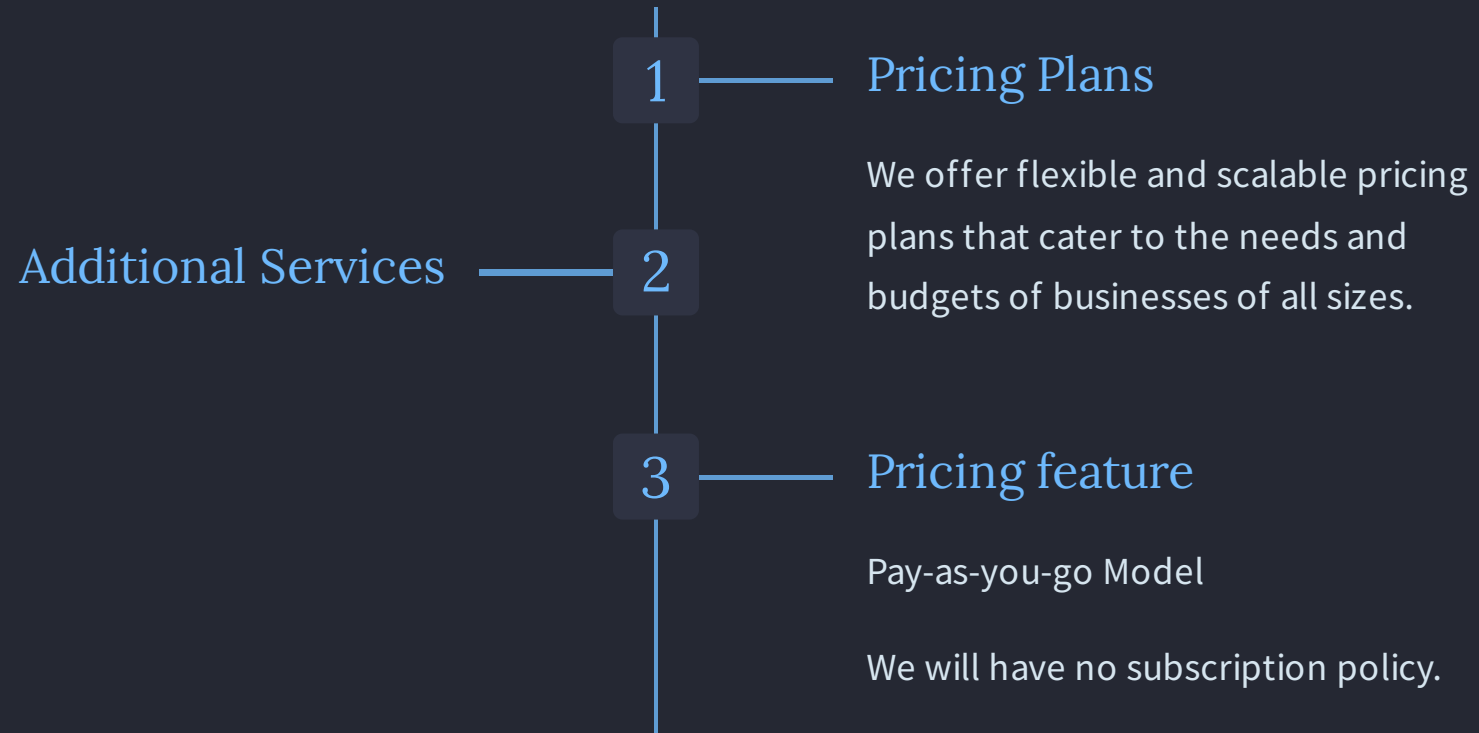 1
Pricing Plans
We offer flexible and scalable pricing
plans that cater to the needs and
budgets of businesses of all sizes.
Additional Services
2
3
Pricing feature
Pay-as-you-go Model
We will have no subscription policy.